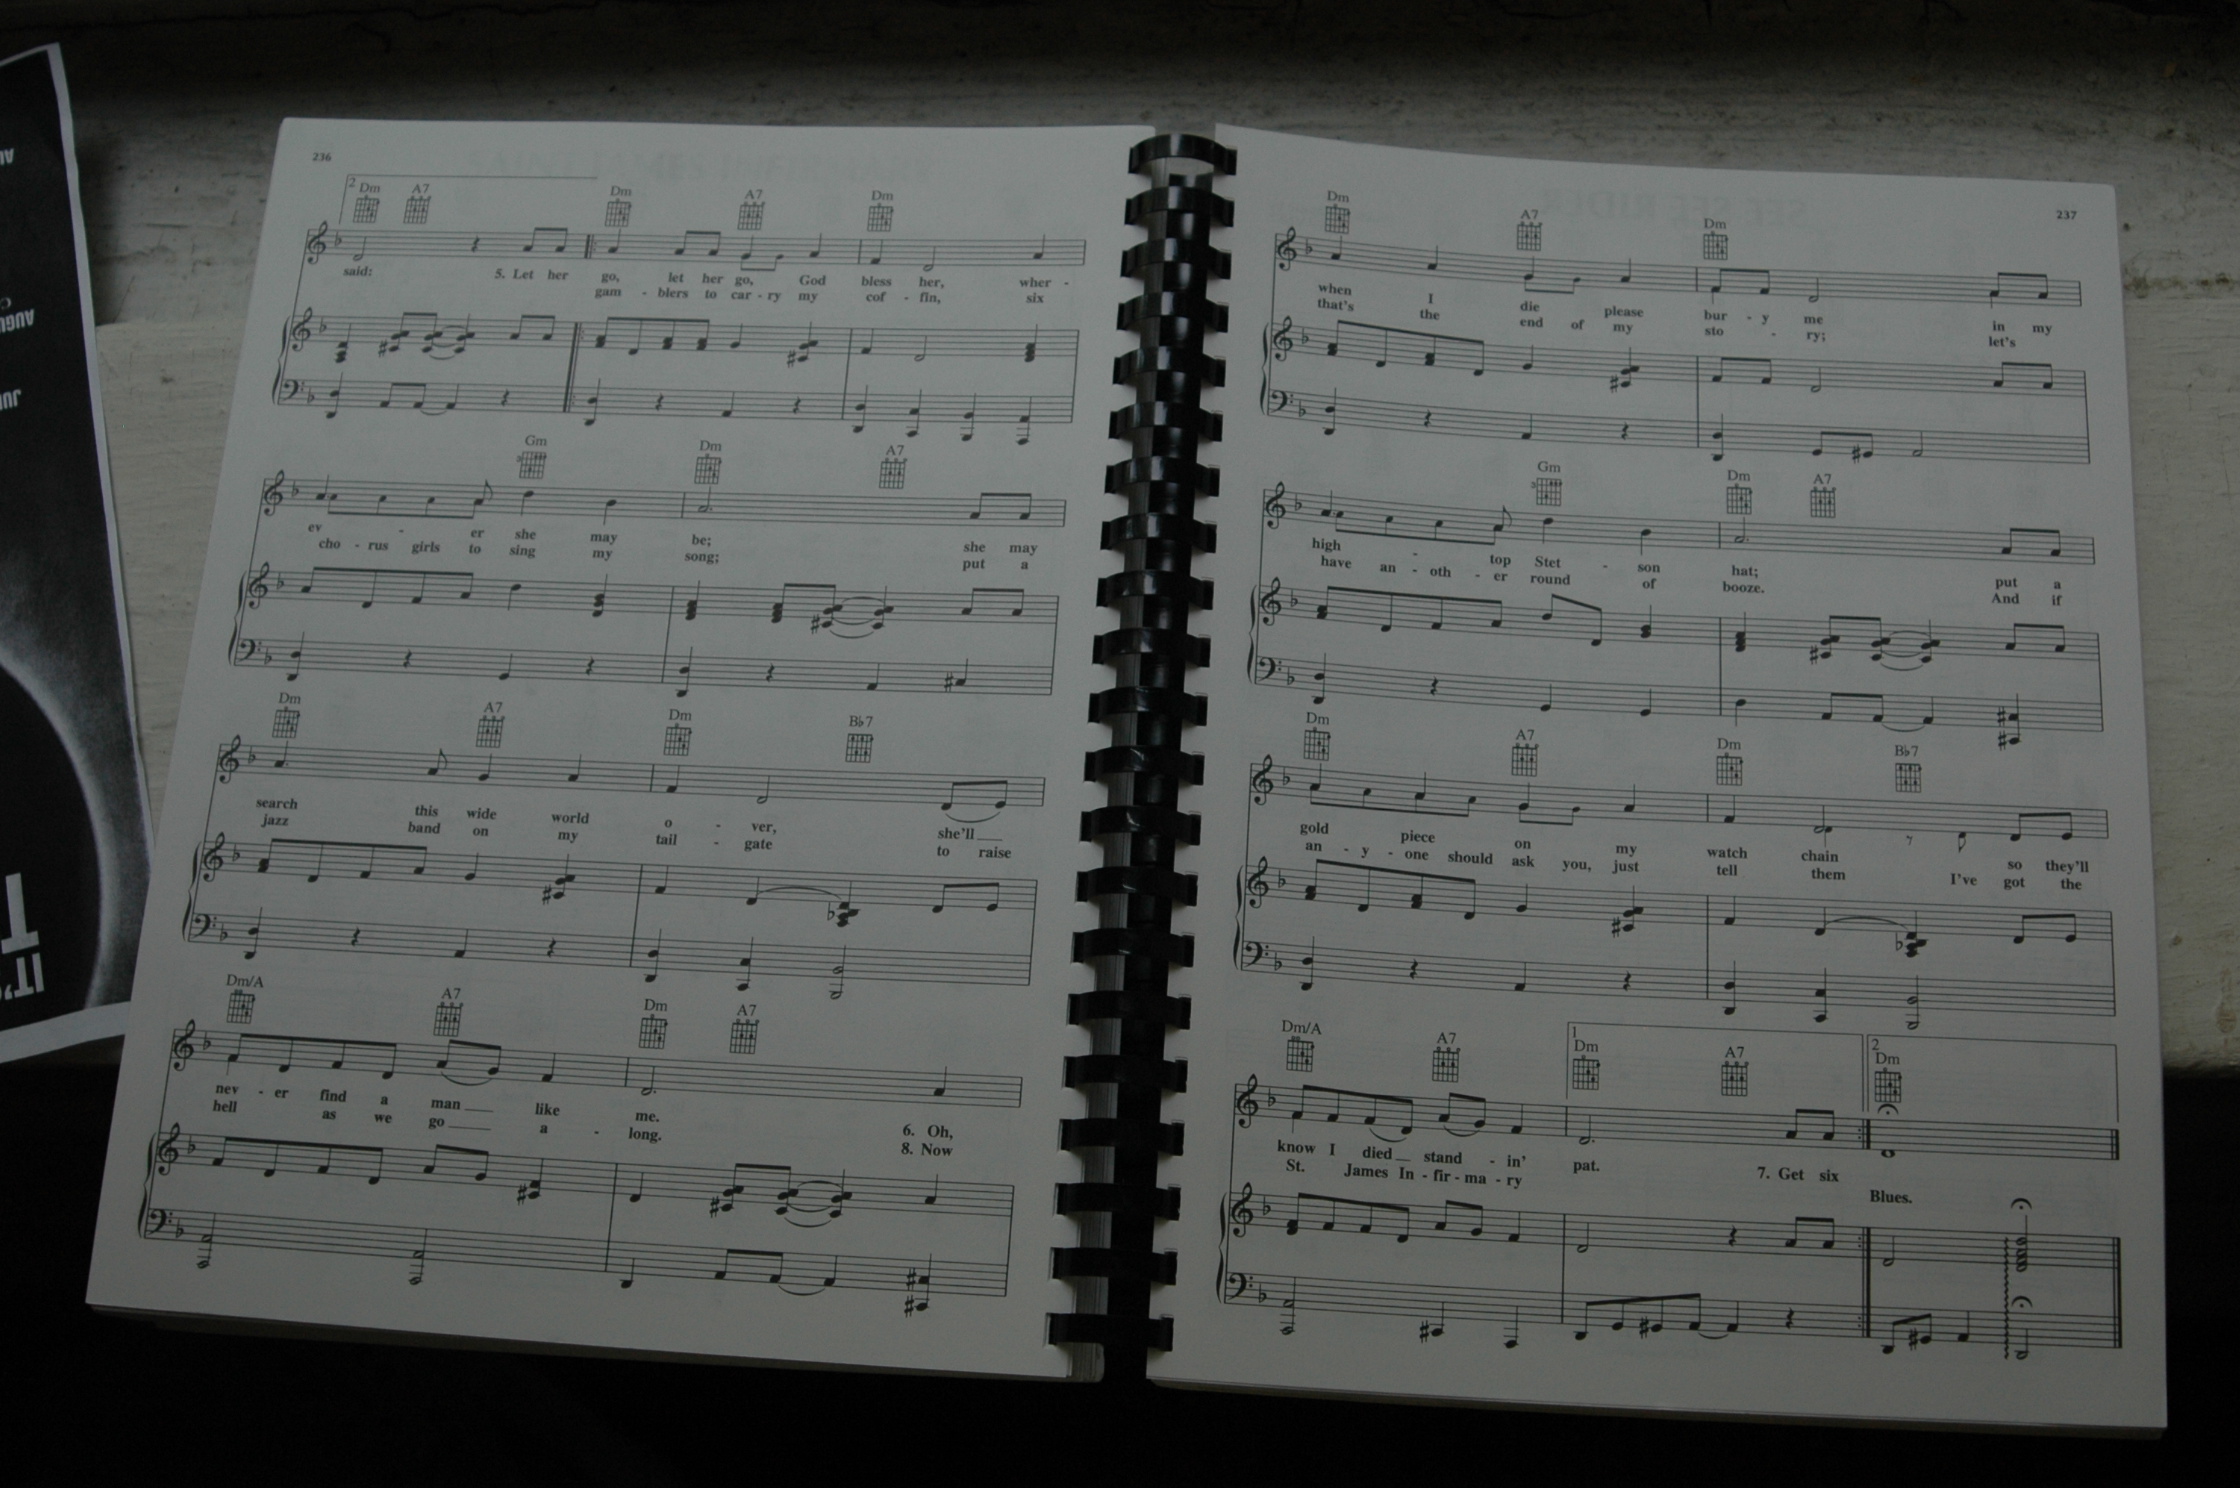 236
2
Dm A7 Dm A7 Dm
said: 5. Let her go, let her go, God bless her, wher -
gam - blers to car - ry my cof - fin, six
Gm Dm A7
ev - er she may be; she may
cho - rus girls to sing my song; put a
Dm A7 Dm B♭7
search this wide world o - ver, she'll
jazz band on my tail - gate to raise
Dm/A A7 Dm A7
nev - er find a man like me. 6. Oh,
hell as we go a - long. 8. Now
237
Dm A7 Dm
when I die please bur - y me in my
that's the end of my sto - ry; let's
Gm Dm A7
high - top Stet - son hat; put a
have an - oth - er round of booze. And if
Dm A7 Dm B♭7
gold piece on my watch chain so they'll
an - y - one should ask you, just tell them I've got the
1 2
Dm/A A7 Dm A7 Dm
know I died stand - in' pat. 7. Get six
St. James In - fir - ma - ry Blues.
IT'